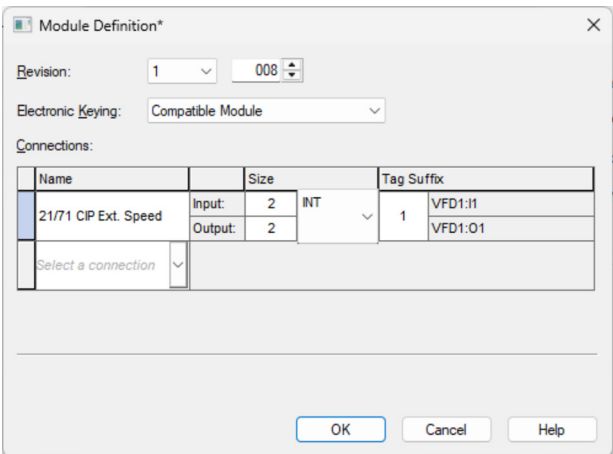 Module Definition*
Revision: 1 008
Electronic Keying: Compatible Module
Connections:
Name Size Tag Suffix
21/71 CIP Ext. Speed Input: 2 INT 1 VFD1:I1
Output: 2 VFD1:O1
Select a connection
OK Cancel Help